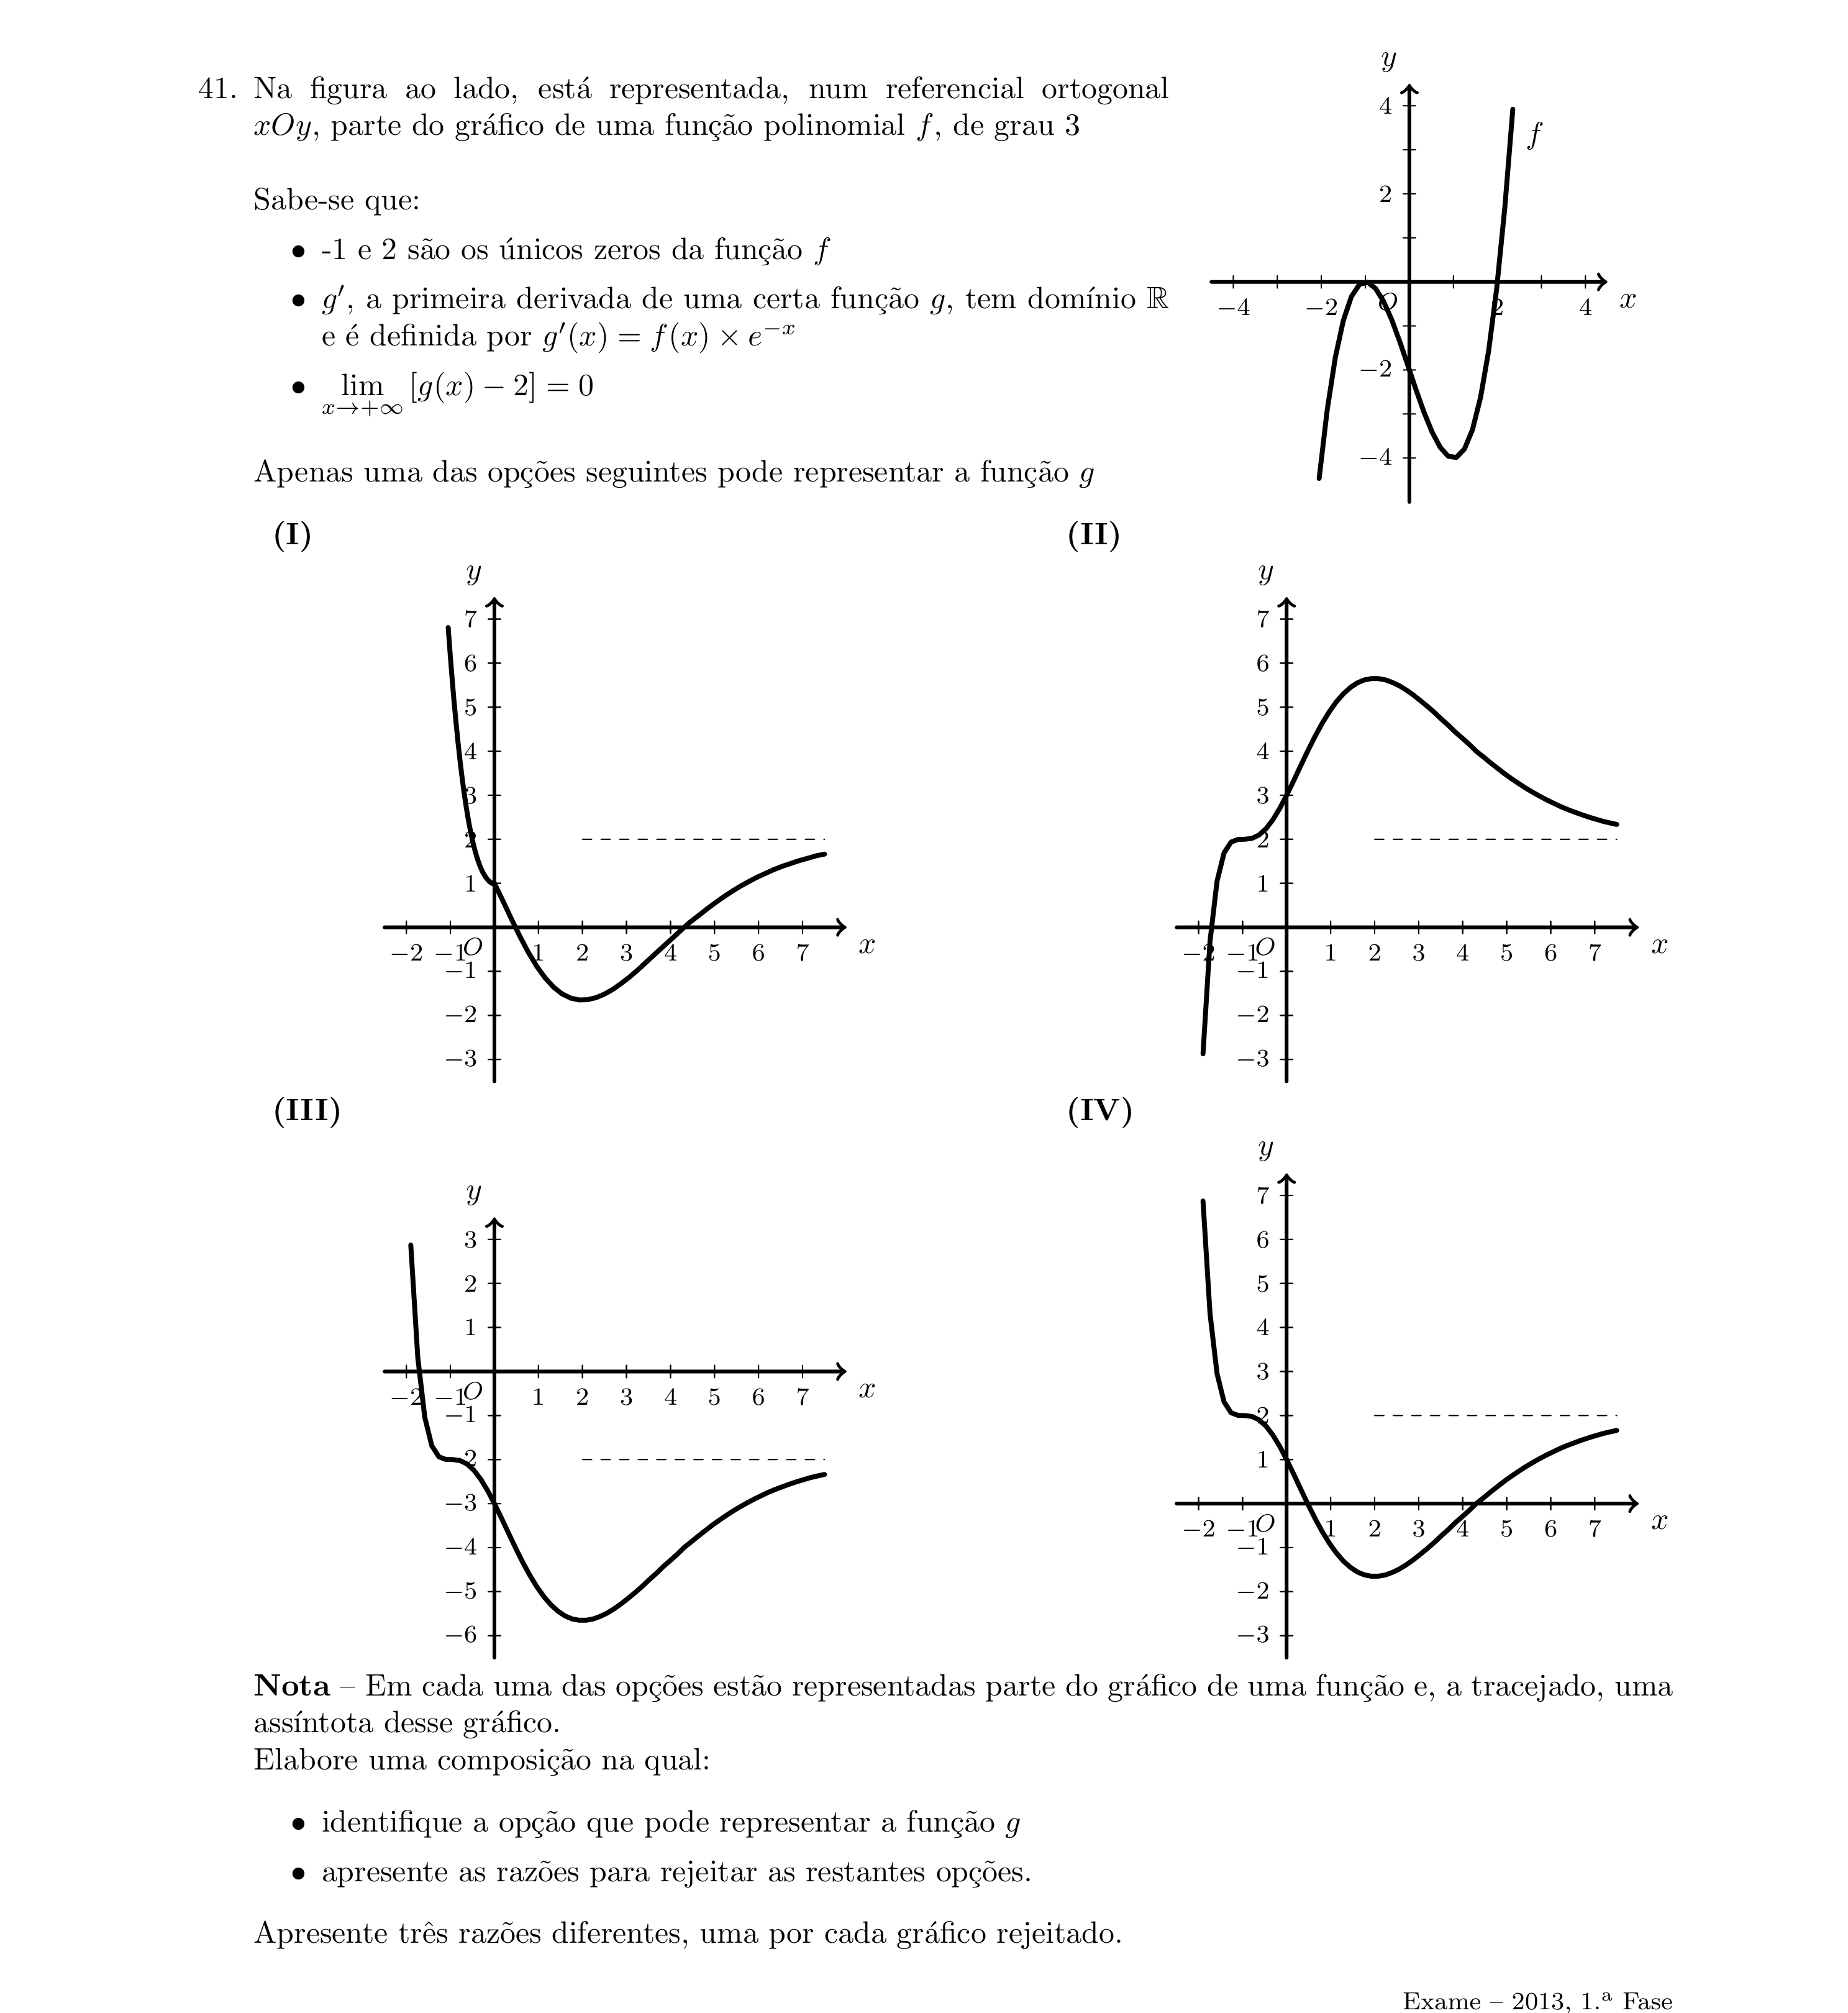 41. Na figura ao lado, está representada, num referencial ortogonal
xOy, parte do gráfico de uma função polinomial f, de grau 3
Sabe-se que:
• -1 e 2 são os únicos zeros da função f
• g′, a primeira derivada de uma certa função g, tem domínio ℝ
e é definida por g′(x) = f(x) × e^{−x}
• lim [g(x) − 2] = 0
x→+∞
y
4
2
−2
−4
−4
−2
O
2
4
x
f
Apenas uma das opções seguintes pode representar a função g
(I)
y
7
6
5
4
3
2
1
−2 −1 O 1 2 3 4 5 6 7 x
−1
−2
−3
(II)
y
7
6
5
4
3
2
1
−2 −1 O 1 2 3 4 5 6 7 x
−1
−2
−3
(III)
y
3
2
1
−2 −1 O 1 2 3 4 5 6 7 x
−1
−2
−3
−4
−5
−6
(IV)
y
7
6
5
4
3
2
1
−2 −1 O 1 2 3 4 5 6 7 x
−1
−2
−3
Nota – Em cada uma das opções estão representadas parte do gráfico de uma função e, a tracejado, uma
assíntota desse gráfico.
Elabore uma composição na qual:
• identifique a opção que pode representar a função g
• apresente as razões para rejeitar as restantes opções.
Apresente três razões diferentes, uma por cada gráfico rejeitado.
Exame – 2013, 1.ª Fase